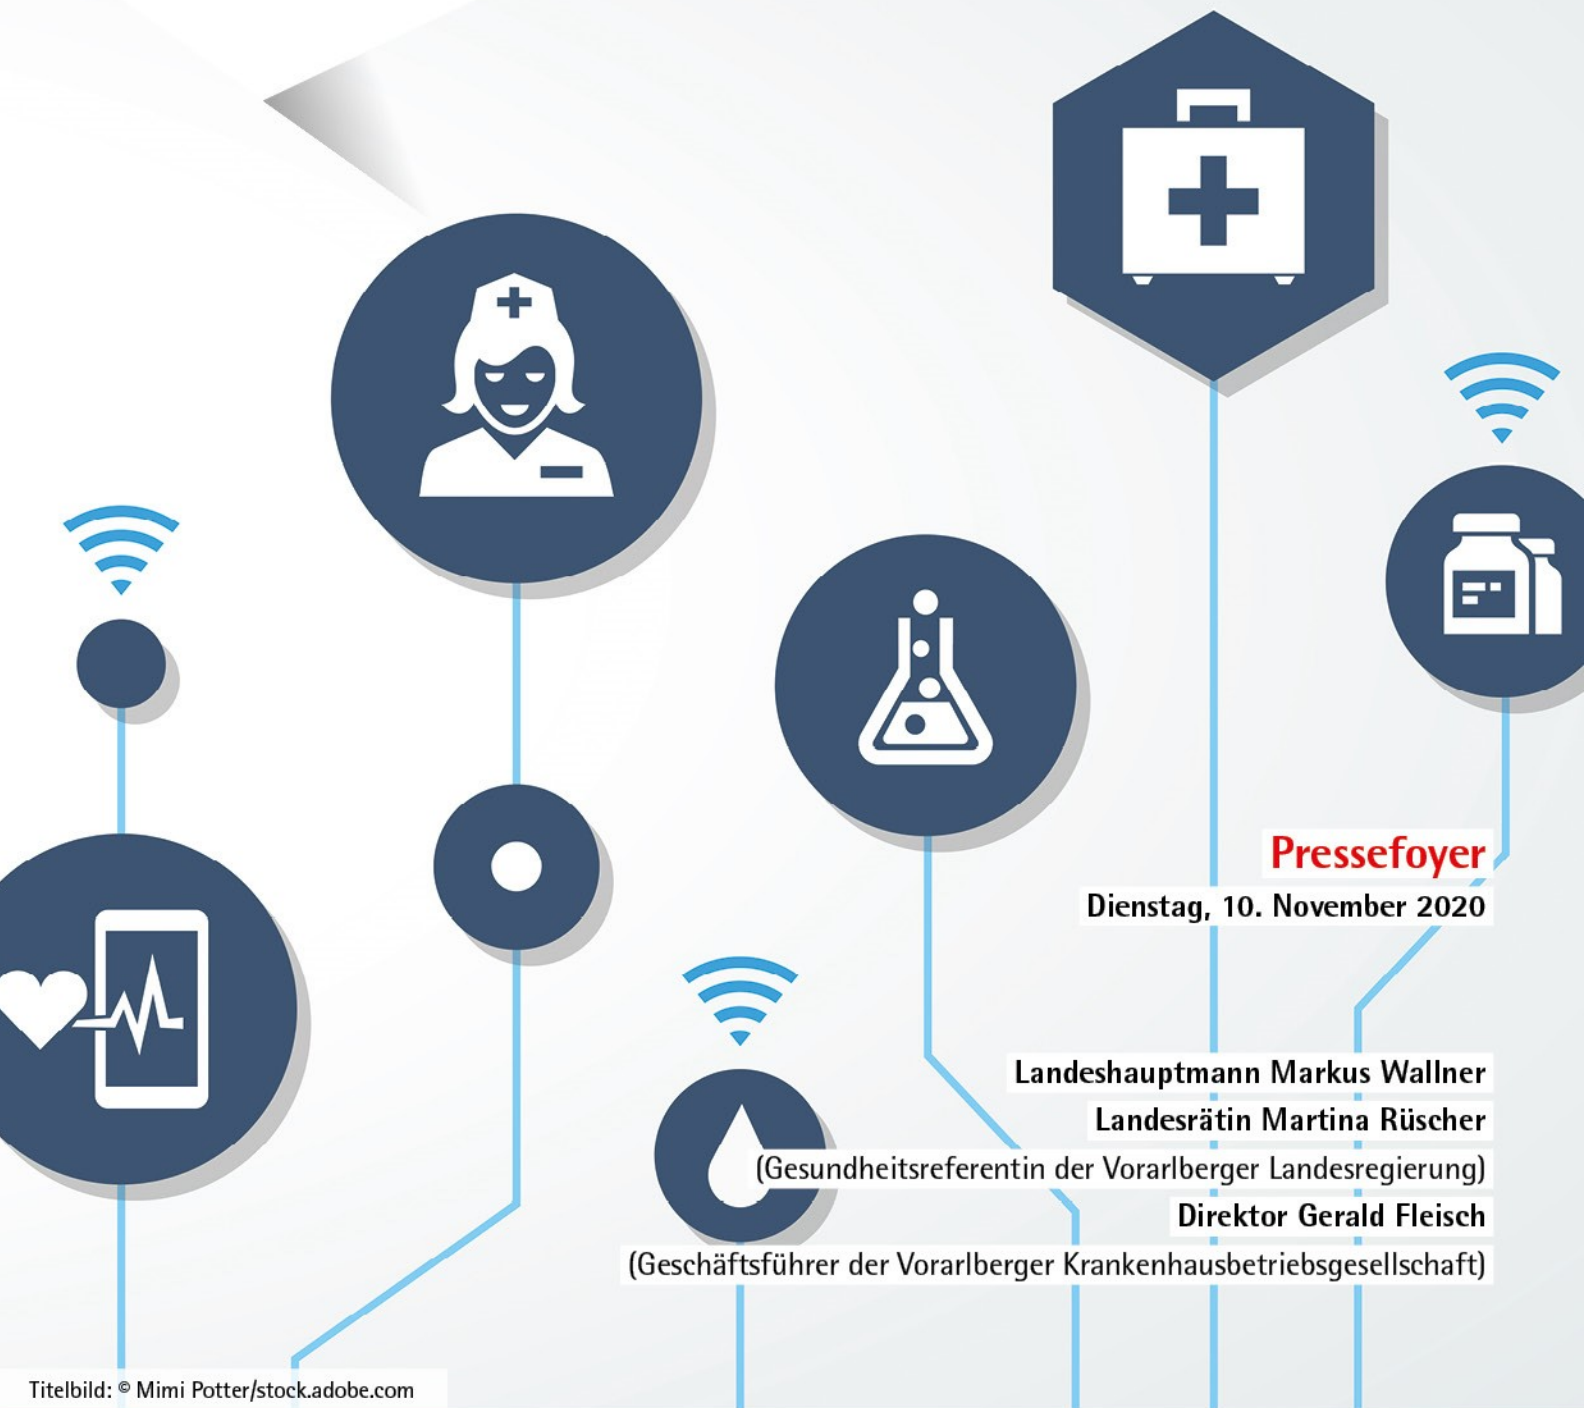 Pressefoyer
Dienstag, 10. November 2020
Landeshauptmann Markus Wallner
Landesrätin Martina Rüscher
(Gesundheitsreferentin der Vorarlberger Landesregierung)
Direktor Gerald Fleisch
(Geschäftsführer der Vorarlberger Krankenhausbetriebsgesellschaft)
Titelbild: © Mimi Potter/stock.adobe.com